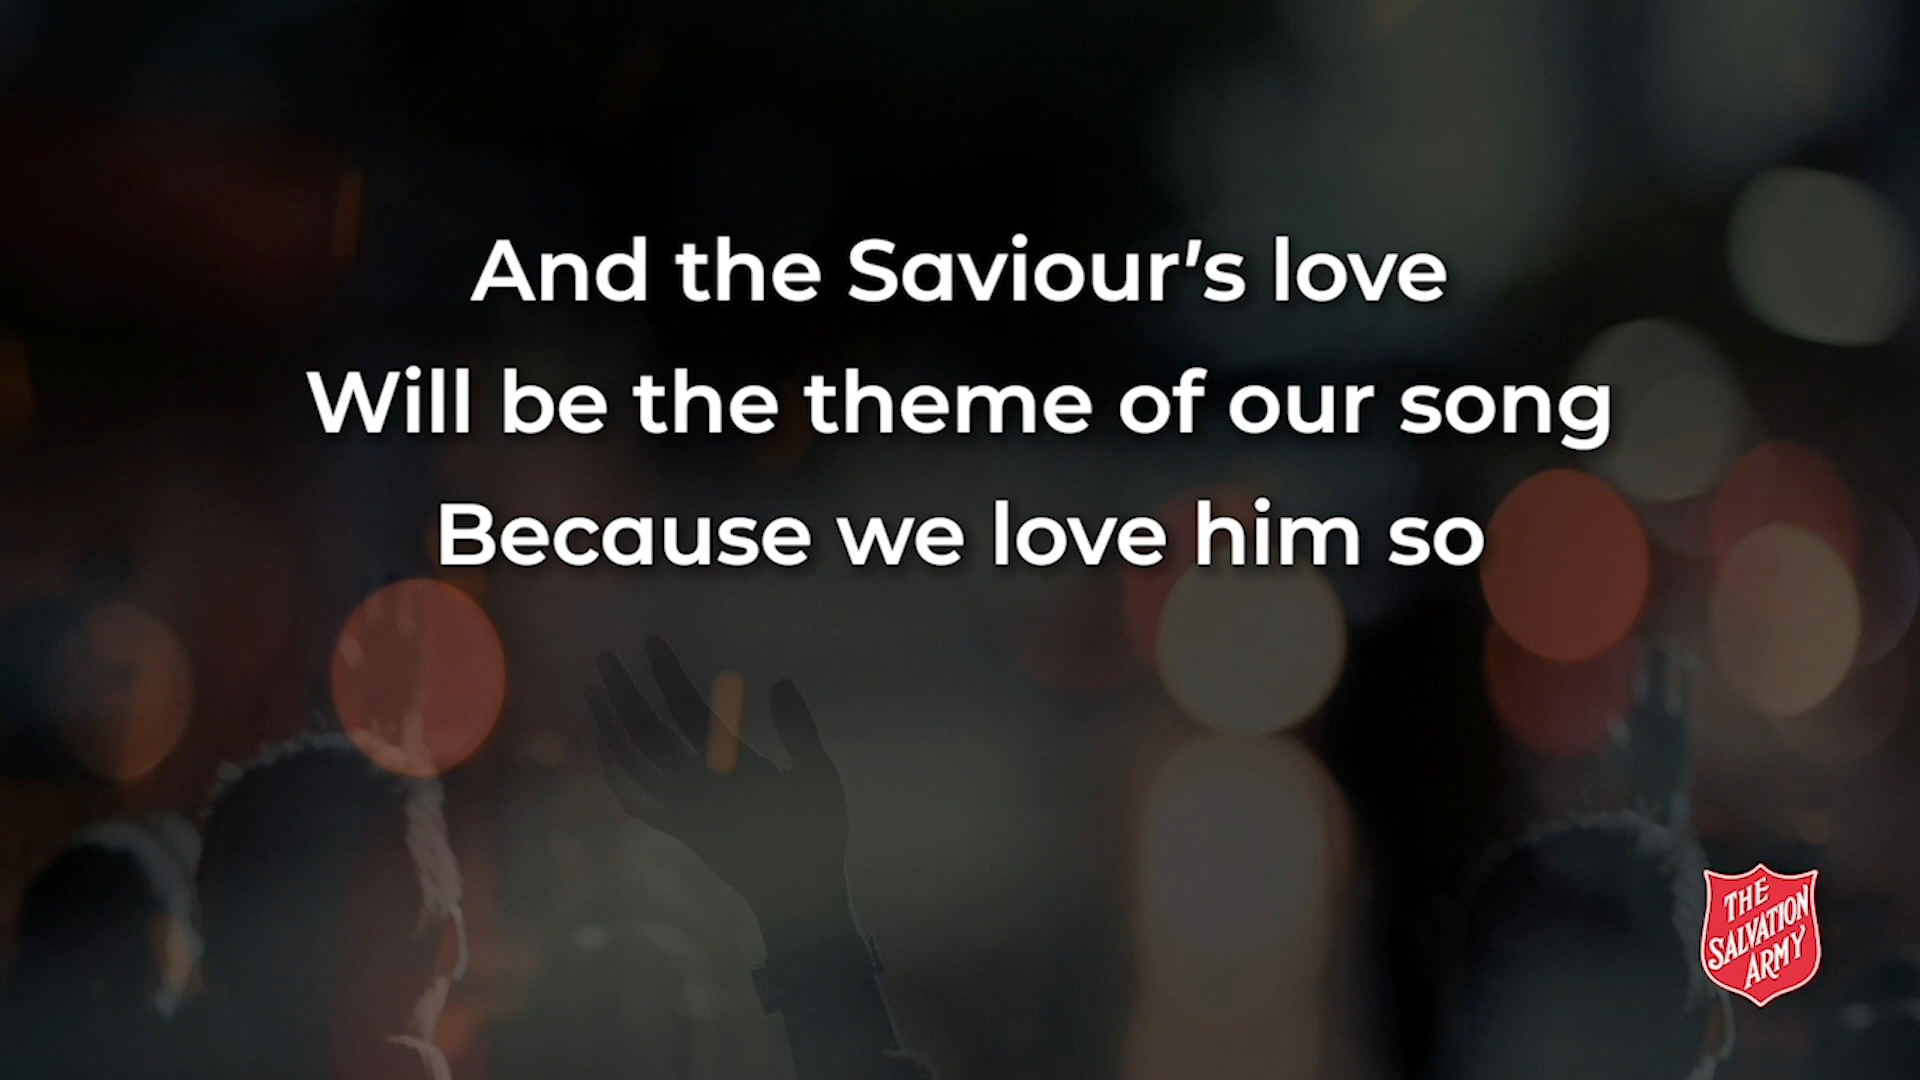 And the Saviour's love
Will be the theme of our song
Because we love him so
THE
SALVATION
ARMY